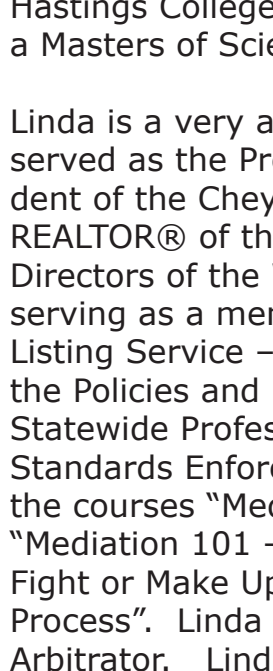 Hastings College
a Masters of Scie
Linda is a very a
served as the Pr
dent of the Chey
REALTOR® of th
Directors of the
serving as a mer
Listing Service –
the Policies and
Statewide Profes
Standards Enfor
the courses “Med
“Mediation 101 -
Fight or Make Up
Process”. Linda
Arbitrator. Lind